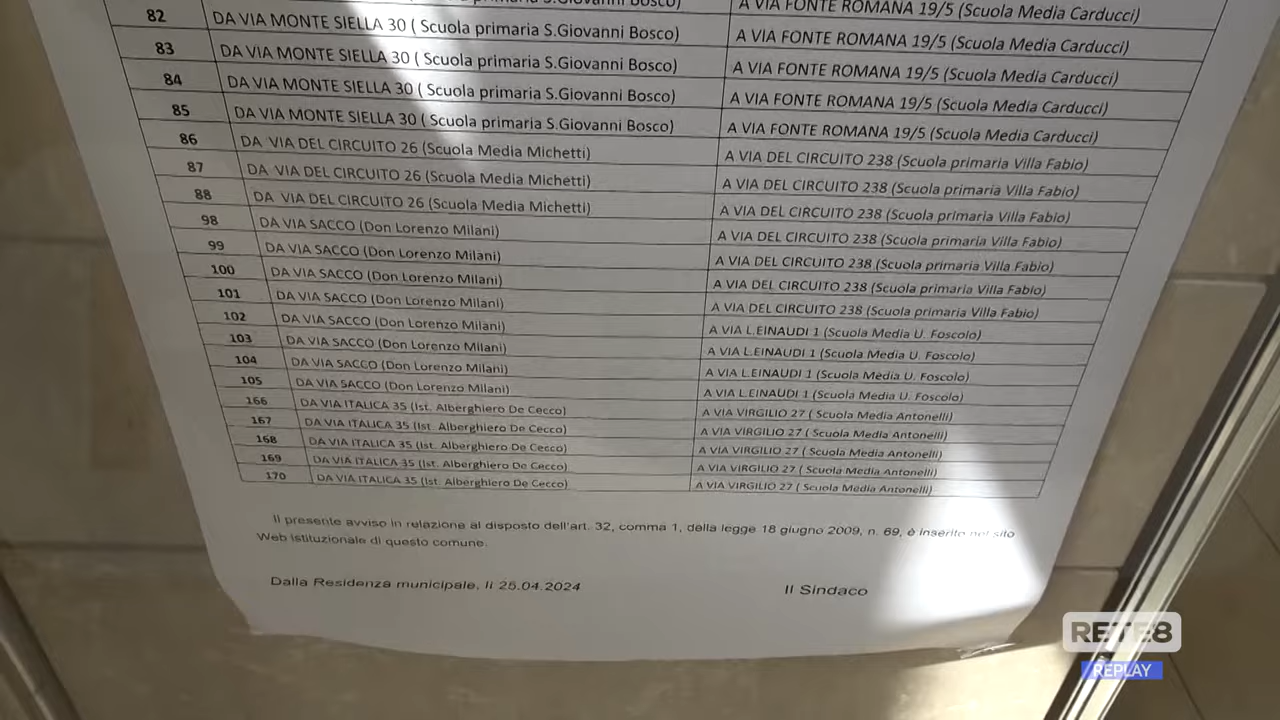 S.Giovanni Bosco) A VIA FONTE ROMANA 19/5 (Scuola Media Carducci)
82 DA VIA MONTE SIELLA 30 ( Scuola primaria S.Giovanni Bosco) A VIA FONTE ROMANA 19/5 (Scuola Media Carducci)
83 DA VIA MONTE SIELLA 30 ( Scuola primaria S.Giovanni Bosco) A VIA FONTE ROMANA 19/5 (Scuola Media Carducci)
84 DA VIA MONTE SIELLA 30 ( Scuola primaria S.Giovanni Bosco) A VIA FONTE ROMANA 19/5 (Scuola Media Carducci)
85 DA VIA MONTE SIELLA 30 ( Scuola primaria S.Giovanni Bosco) A VIA FONTE ROMANA 19/5 (Scuola Media Carducci)
86 DA VIA DEL CIRCUITO 26 (Scuola Media Michetti) A VIA DEL CIRCUITO 238 (Scuola primaria Villa Fabio)
87 DA VIA DEL CIRCUITO 26 (Scuola Media Michetti) A VIA DEL CIRCUITO 238 (Scuola primaria Villa Fabio)
88 DA VIA DEL CIRCUITO 26 (Scuola Media Michetti) A VIA DEL CIRCUITO 238 (Scuola primaria Villa Fabio)
98 DA VIA SACCO (Don Lorenzo Milani) A VIA DEL CIRCUITO 238 (Scuola primaria Villa Fabio)
99 DA VIA SACCO (Don Lorenzo Milani) A VIA DEL CIRCUITO 238 (Scuola primaria Villa Fabio)
100 DA VIA SACCO (Don Lorenzo Milani) A VIA DEL CIRCUITO 238 (Scuola primaria Villa Fabio)
101 DA VIA SACCO (Don Lorenzo Milani) A VIA DEL CIRCUITO 238 (Scuola primaria Villa Fabio)
102 DA VIA SACCO (Don Lorenzo Milani) A VIA L.EINAUDI 1 (Scuola Media U. Foscolo)
103 DA VIA SACCO (Don Lorenzo Milani) A VIA L.EINAUDI 1 (Scuola Media U. Foscolo)
104 DA VIA SACCO (Don Lorenzo Milani) A VIA L.EINAUDI 1 (Scuola Media U. Foscolo)
105 DA VIA SACCO (Don Lorenzo Milani) A VIA L.EINAUDI 1 (Scuola Media U. Foscolo)
166 DA VIA ITALICA 35 (Ist. Alberghiero De Cecco) A VIA VIRGILIO 27 ( Scuola Media Antonelli)
167 DA VIA ITALICA 35 (Ist. Alberghiero De Cecco) A VIA VIRGILIO 27 ( Scuola Media Antonelli)
168 DA VIA ITALICA 35 (Ist. Alberghiero De Cecco) A VIA VIRGILIO 27 ( Scuola Media Antonelli)
169 DA VIA ITALICA 35 (Ist. Alberghiero De Cecco) A VIA VIRGILIO 27 ( Scuola Media Antonelli)
170 DA VIA ITALICA 35 (Ist. Alberghiero De Cecco) A VIA VIRGILIO 27 ( Scuola Media Antonelli)
Il presente avviso in relazione al disposto dell'art. 32, comma 1, della legge 18 giugno 2009, n. 69, è inserito nel sito
Web istituzionale di questo comune.
Dalla Residenza municipale, lì 25.04.2024 Il Sindaco
RETE8
REPLAY